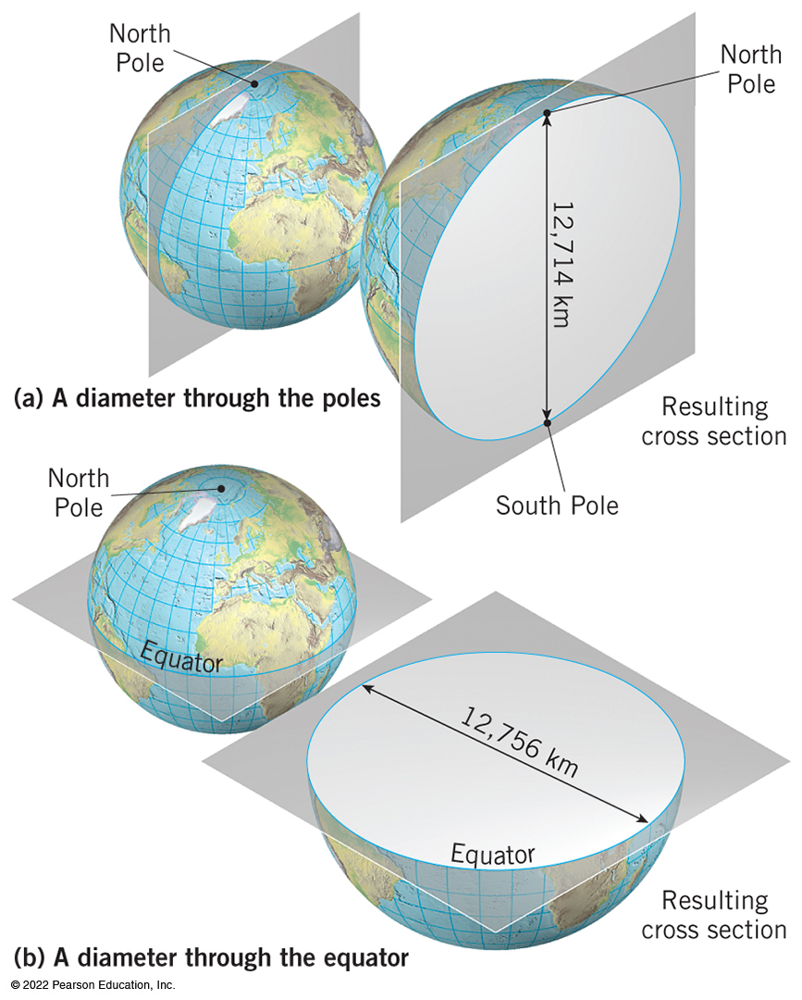 North
Pole
North
Pole
12,714 km
(a) A diameter through the poles
Resulting
cross section
South Pole
North
Pole
Equator
12,756 km
Equator
Resulting
cross section
(b) A diameter through the equator
© 2022 Pearson Education, Inc.